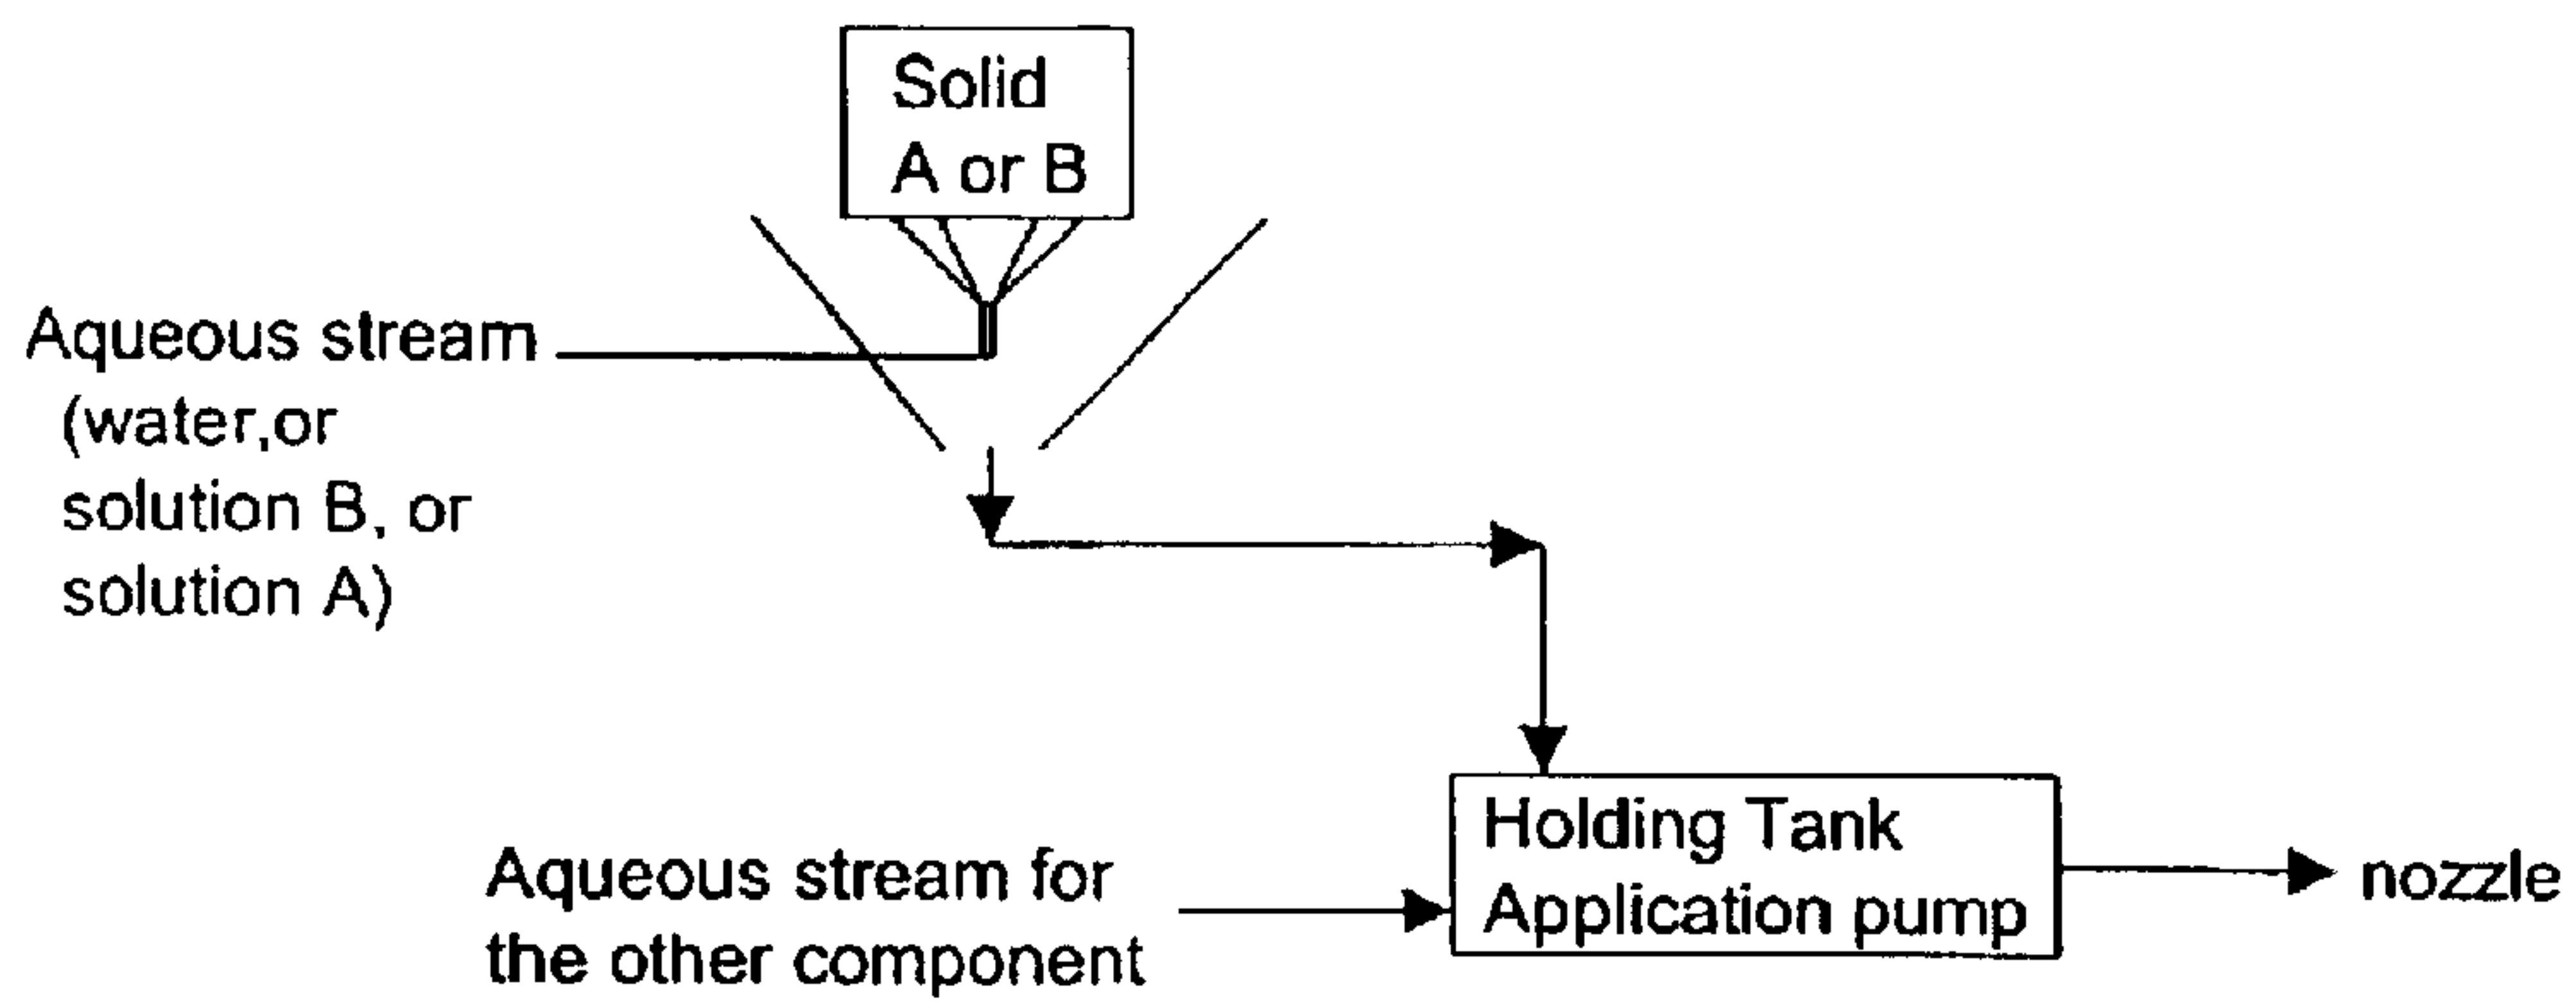 Solid
A or B
Aqueous stream
(water,or
solution B, or
solution A)
Holding Tank
Application pump
Aqueous stream for
the other component
nozzle